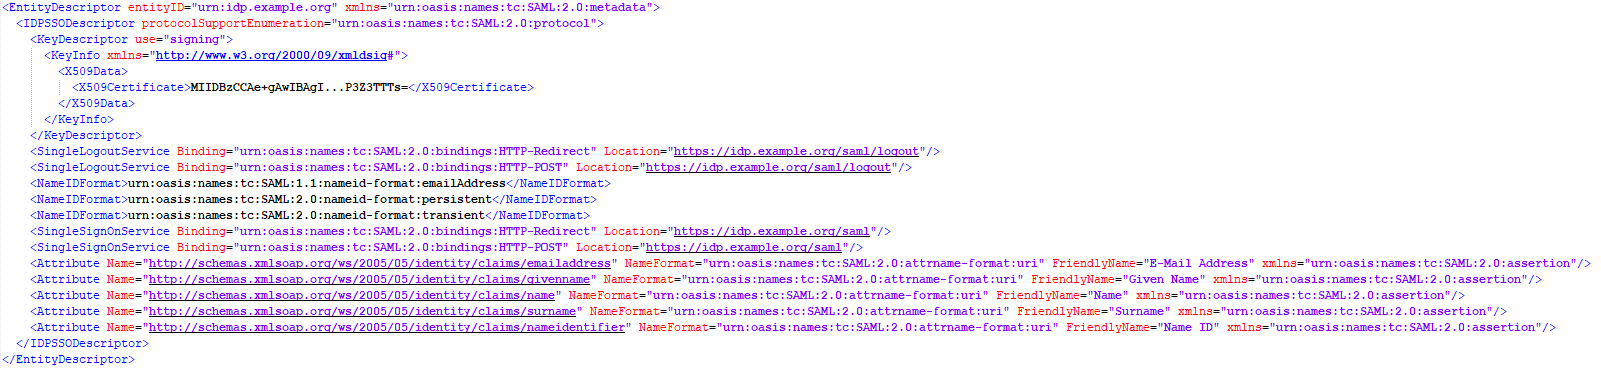 <EntityDescriptor entityID="urn:idp.example.org" xmlns="urn:oasis:names:tc:SAML:2.0:metadata">
<IDPSSODescriptor protocolSupportEnumeration="urn:oasis:names:tc:SAML:2.0:protocol">
<KeyDescriptor use="signing">
<KeyInfo xmlns="http://www.w3.org/2000/09/xmldsig#">
<X509Data>
<X509Certificate>MIIDBzCCAe+gAwIBAgI...P3Z3TTTs=</X509Certificate>
</X509Data>
</KeyInfo>
</KeyDescriptor>
<SingleLogoutService Binding="urn:oasis:names:tc:SAML:2.0:bindings:HTTP-Redirect" Location="https://idp.example.org/saml/logout"/>
<SingleLogoutService Binding="urn:oasis:names:tc:SAML:2.0:bindings:HTTP-POST" Location="https://idp.example.org/saml/logout"/>
<NameIDFormat>urn:oasis:names:tc:SAML:1.1:nameid-format:emailAddress</NameIDFormat>
<NameIDFormat>urn:oasis:names:tc:SAML:2.0:nameid-format:persistent</NameIDFormat>
<NameIDFormat>urn:oasis:names:tc:SAML:2.0:nameid-format:transient</NameIDFormat>
<SingleSignOnService Binding="urn:oasis:names:tc:SAML:2.0:bindings:HTTP-Redirect" Location="https://idp.example.org/saml"/>
<SingleSignOnService Binding="urn:oasis:names:tc:SAML:2.0:bindings:HTTP-POST" Location="https://idp.example.org/saml"/>
<Attribute Name="http://schemas.xmlsoap.org/ws/2005/05/identity/claims/emailaddress" NameFormat="urn:oasis:names:tc:SAML:2.0:attrname-format:uri" FriendlyName="E-Mail Address" xmlns="urn:oasis:names:tc:SAML:2.0:assertion"/>
<Attribute Name="http://schemas.xmlsoap.org/ws/2005/05/identity/claims/givenname" NameFormat="urn:oasis:names:tc:SAML:2.0:attrname-format:uri" FriendlyName="Given Name" xmlns="urn:oasis:names:tc:SAML:2.0:assertion"/>
<Attribute Name="http://schemas.xmlsoap.org/ws/2005/05/identity/claims/name" NameFormat="urn:oasis:names:tc:SAML:2.0:attrname-format:uri" FriendlyName="Name" xmlns="urn:oasis:names:tc:SAML:2.0:assertion"/>
<Attribute Name="http://schemas.xmlsoap.org/ws/2005/05/identity/claims/surname" NameFormat="urn:oasis:names:tc:SAML:2.0:attrname-format:uri" FriendlyName="Surname" xmlns="urn:oasis:names:tc:SAML:2.0:assertion"/>
<Attribute Name="http://schemas.xmlsoap.org/ws/2005/05/identity/claims/nameidentifier" NameFormat="urn:oasis:names:tc:SAML:2.0:attrname-format:uri" FriendlyName="Name ID" xmlns="urn:oasis:names:tc:SAML:2.0:assertion"/>
</IDPSSODescriptor>
</EntityDescriptor>